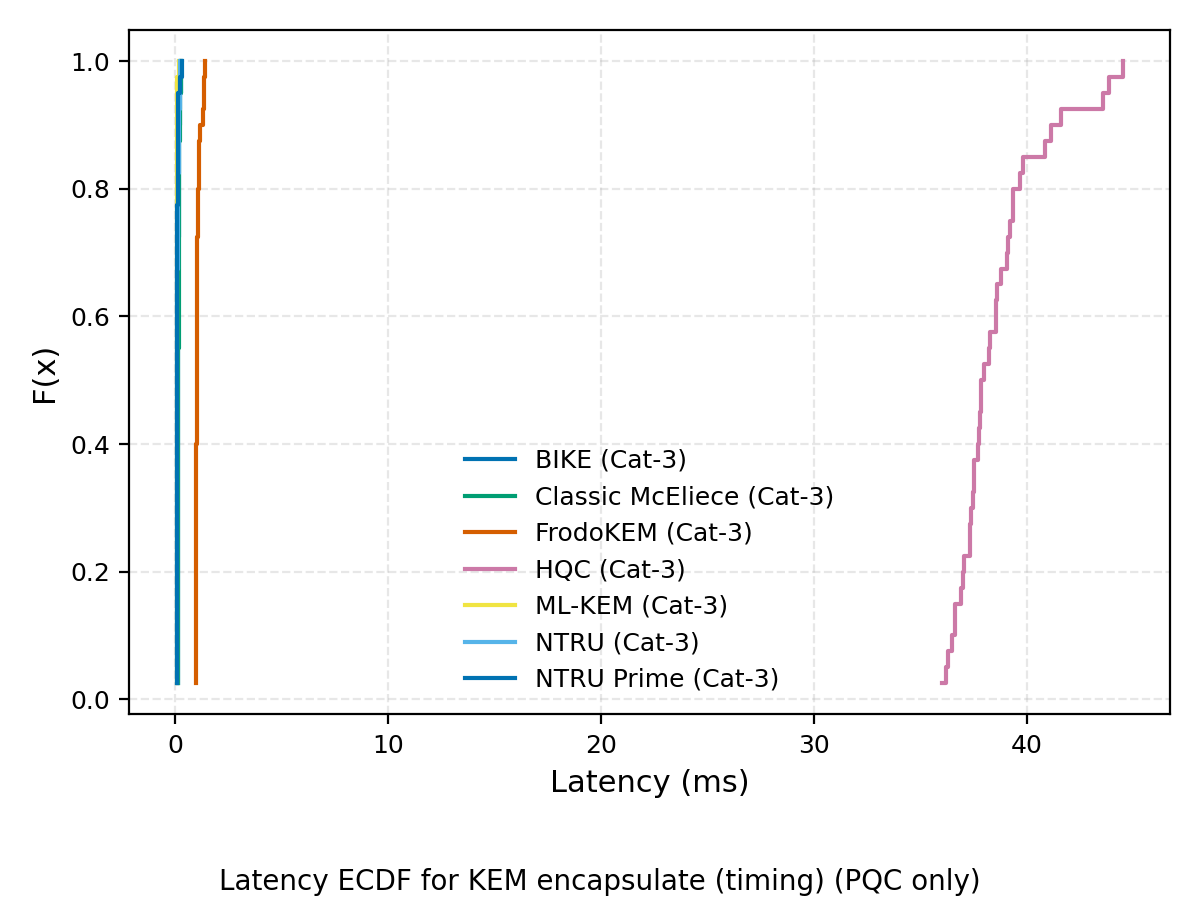 1.0
0.8
0.6
0.4
0.2
0.0
F(x)
BIKE (Cat-3)
Classic McEliece (Cat-3)
FrodoKEM (Cat-3)
HQC (Cat-3)
ML-KEM (Cat-3)
NTRU (Cat-3)
NTRU Prime (Cat-3)
0 10 20 30 40
Latency (ms)
Latency ECDF for KEM encapsulate (timing) (PQC only)